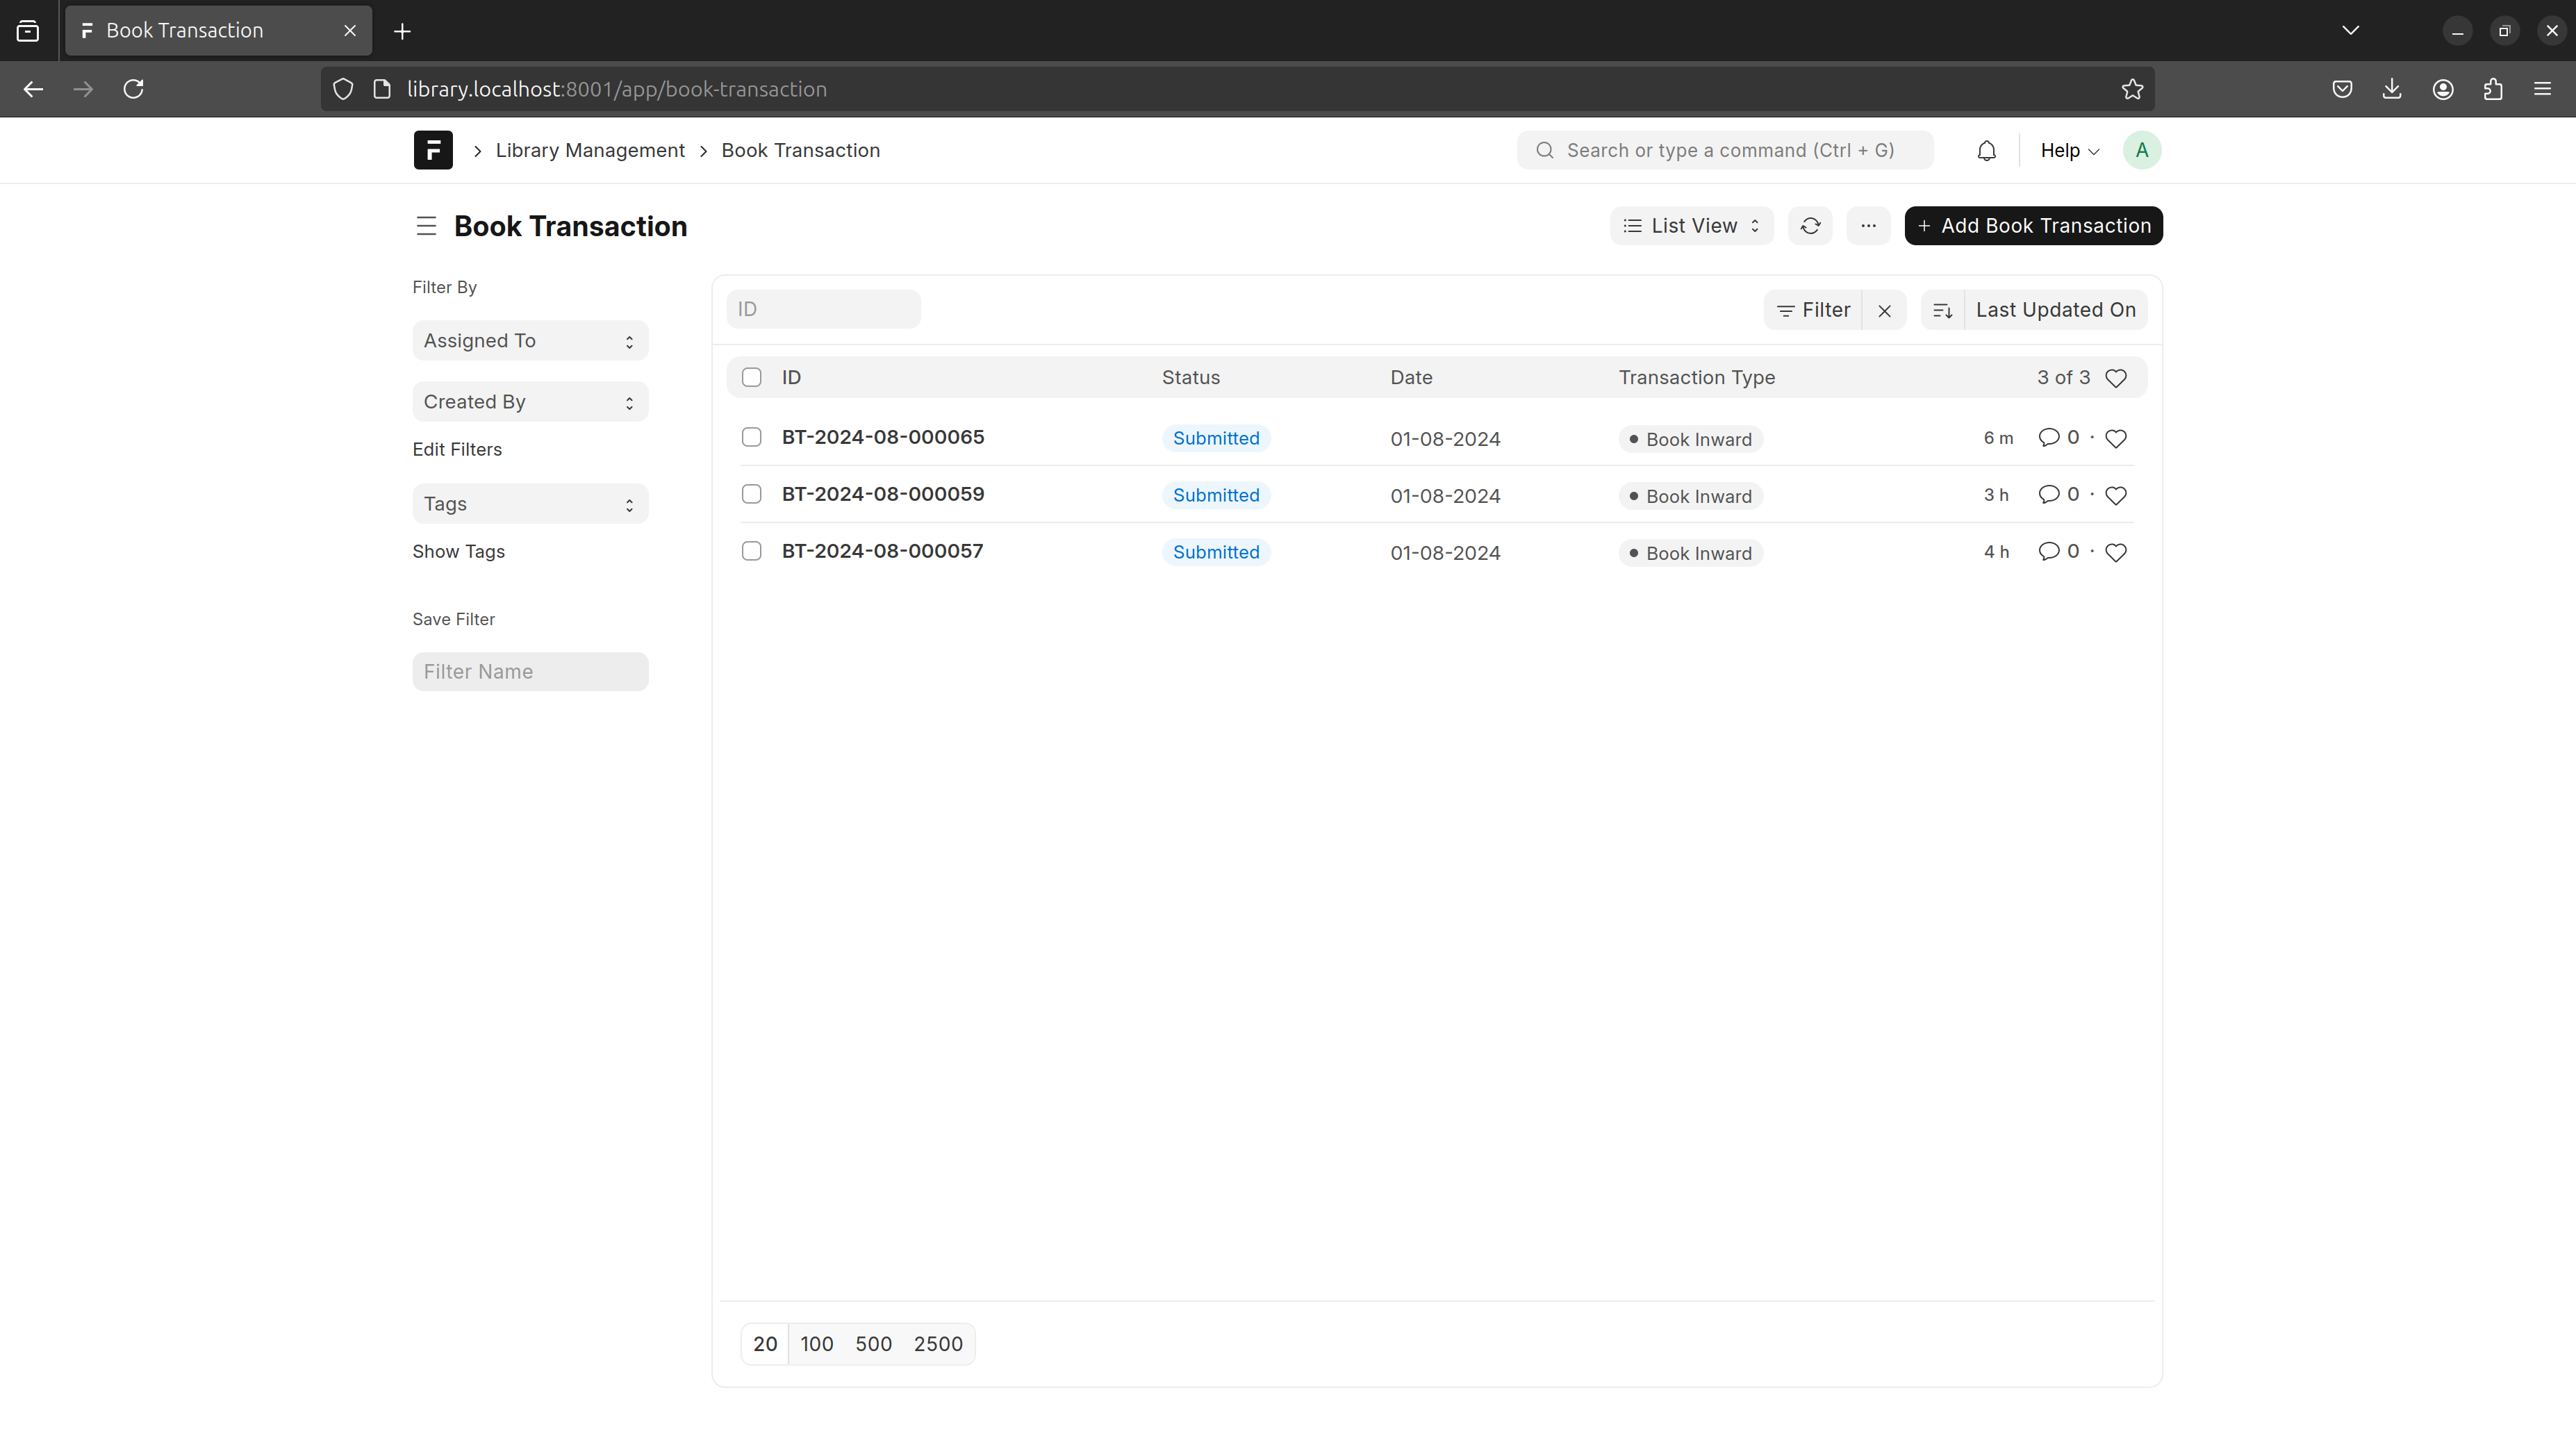 Book Transaction
library.localhost:8001/app/book-transaction
Library Management
Book Transaction
Search or type a command (Ctrl + G)
Help
A
Book Transaction
List View
Add Book Transaction
Filter By
Assigned To
Created By
Edit Filters
Tags
Show Tags
Save Filter
Filter Name
ID
Filter
Last Updated On
ID Status Date Transaction Type 3 of 3
BT-2024-08-000065 Submitted 01-08-2024 Book Inward 6 m 0
BT-2024-08-000059 Submitted 01-08-2024 Book Inward 3 h 0
BT-2024-08-000057 Submitted 01-08-2024 Book Inward 4 h 0
20 100 500 2500